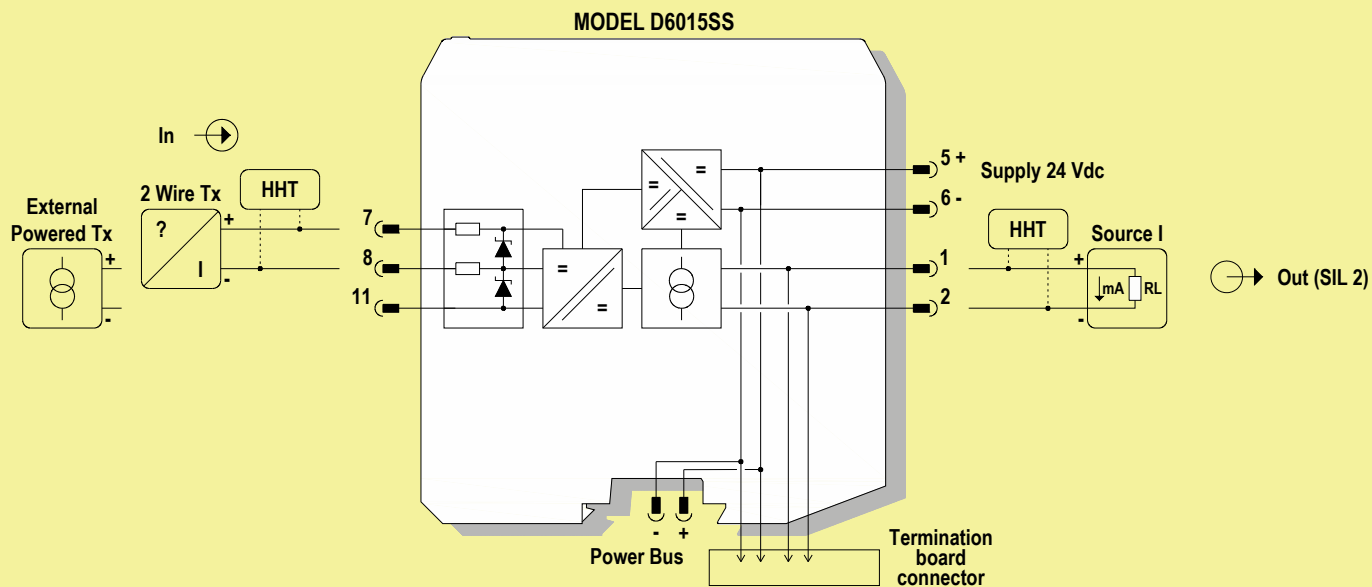 MODEL D6015SS
In
External
Powered Tx
+
-
2 Wire Tx
?
I
+
-
HHT
7
8
11
=
=
=
=
=
5 +
Supply 24 Vdc
6 -
1
2
HHT
Source I
+
mA
RL
-
Out (SIL 2)
- +
Power Bus
Termination
board
connector